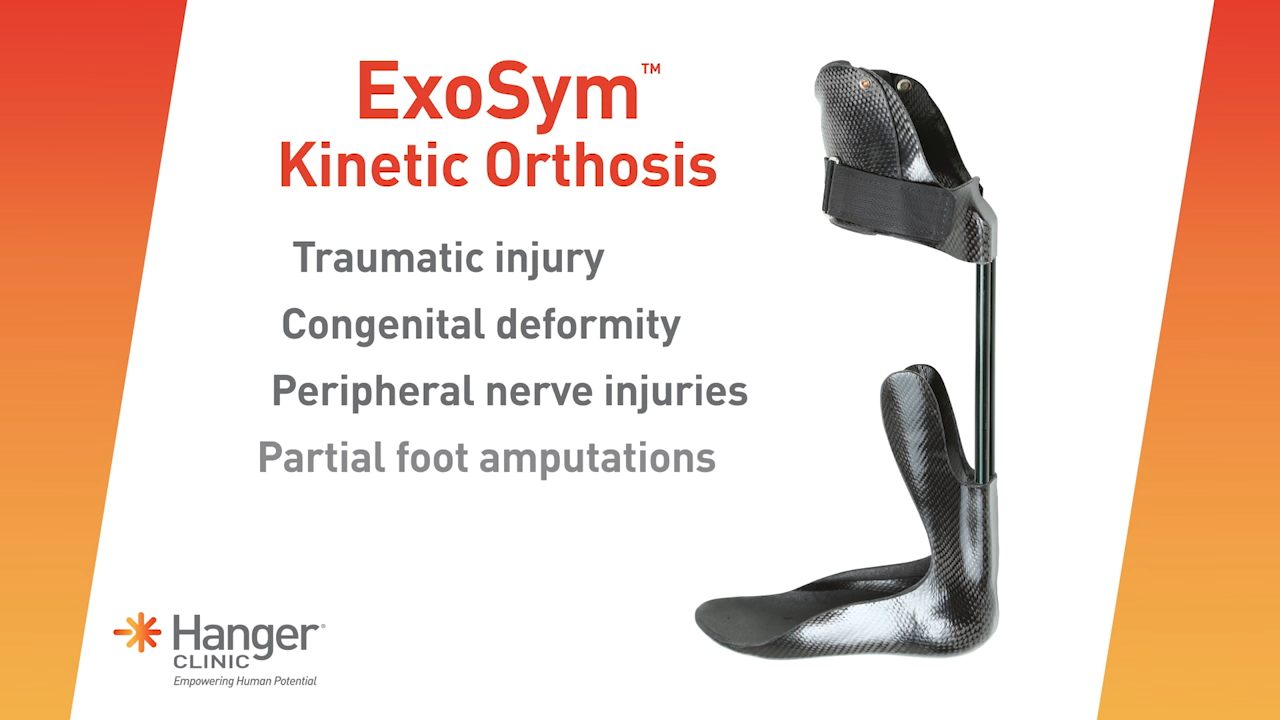 ExoSym™
Kinetic Orthosis
Traumatic injury
Congenital deformity
Peripheral nerve injuries
Partial foot amputations
Hanger®
CLINIC
Empowering Human Potential